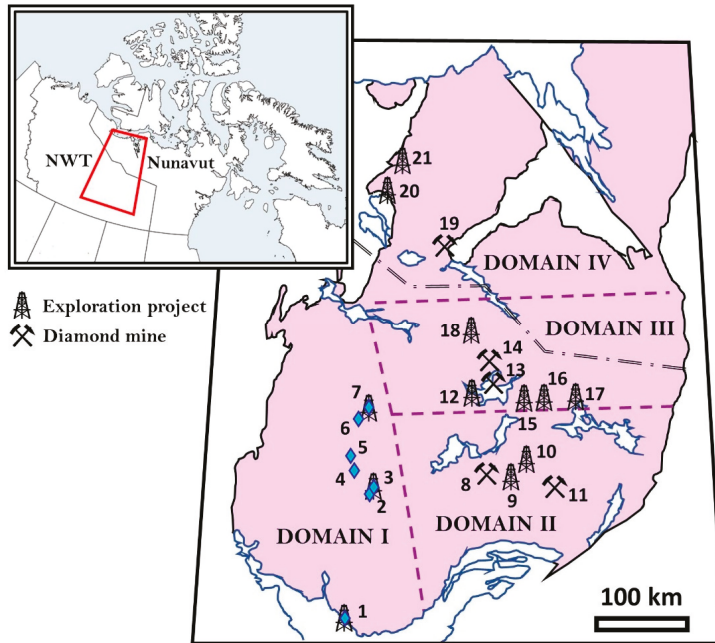 NWT
Nunavut
Exploration project
Diamond mine
21
20
19
DOMAIN IV
DOMAIN III
18
14
13
12
16
17
15
7
6
5
4
3
2
10
8
9
11
DOMAIN I
DOMAIN II
1
100 km